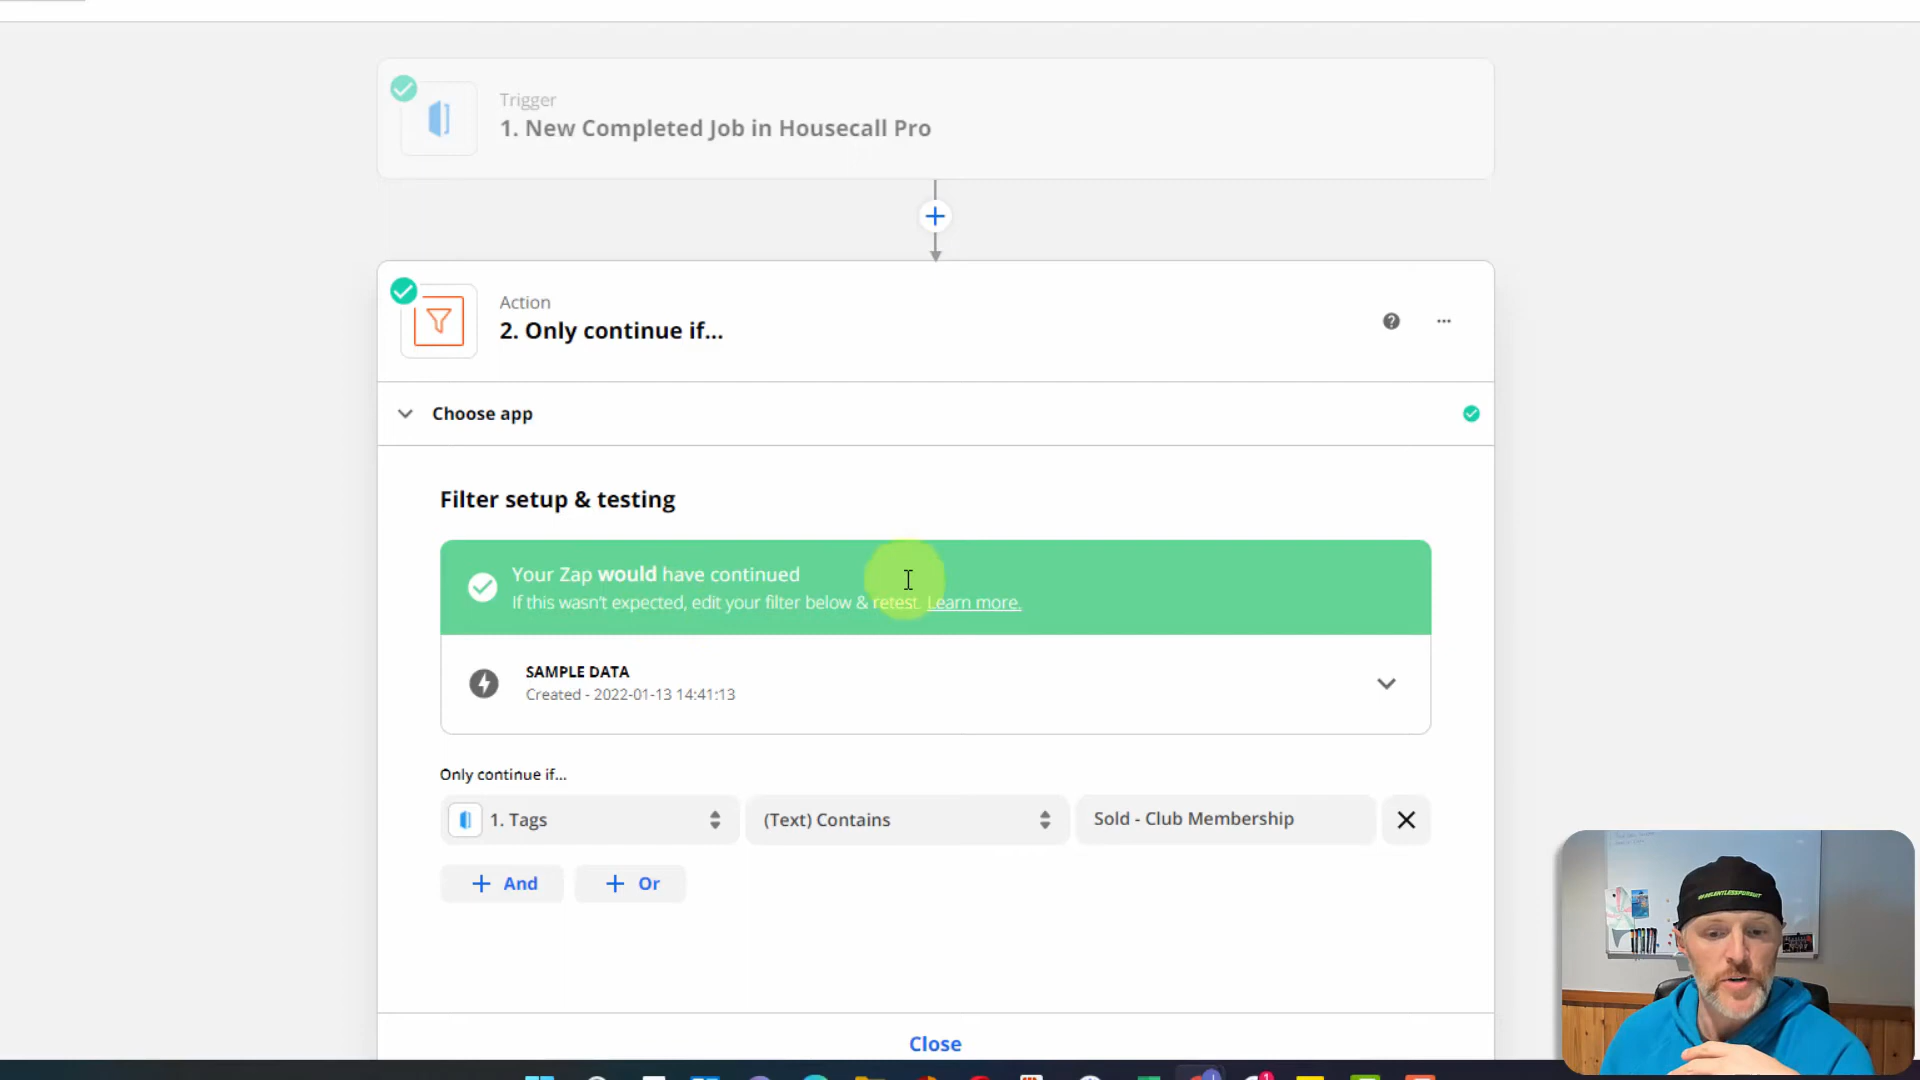 Trigger
1. New Completed Job in Housecall Pro
Action
2. Only continue if...
Choose app
Filter setup & testing
Your Zap would have continued
If this wasn't expected, edit your filter below & retest. Learn more.
SAMPLE DATA
Created - 2022-01-13 14:41:13
Only continue if...
1. Tags
(Text) Contains
Sold - Club Membership
And
Or
#RELENTLESSPURSUIT
Close
1